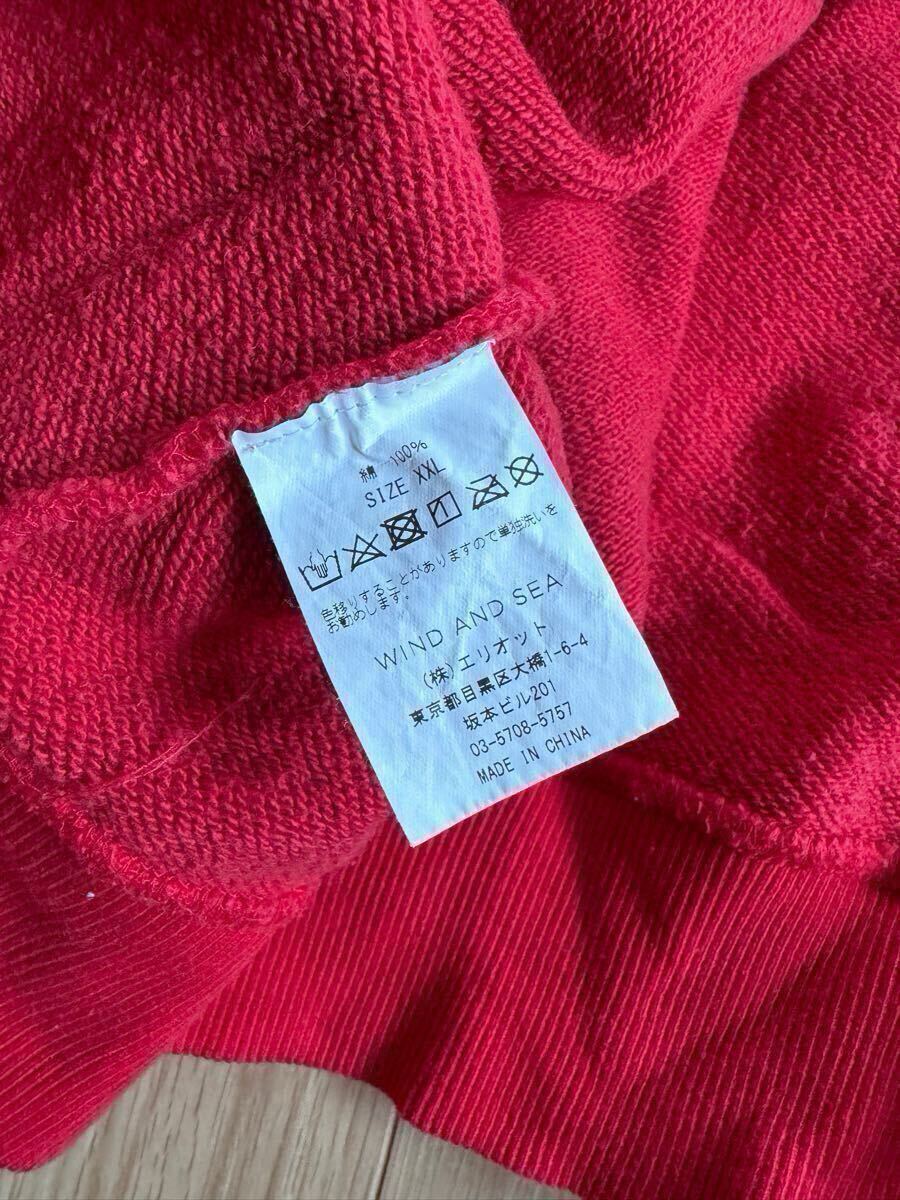 綿 100%
SIZE XXL
色移りすることがありますので単独洗いを
お勧めします。
WIND AND SEA
(株)エリオット
東京都目黒区大橋1-6-4
坂本ビル201
03-5708-5757
MADE IN CHINA